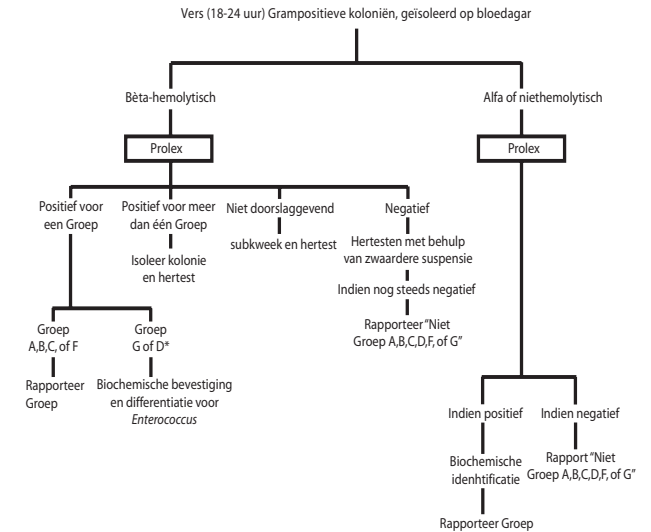 Vers (18-24 uur) Grampositieve koloniën, geïsoleerd op bloedagar
Bèta-hemolytisch
Alfa of niethemolytisch
Prolex
Prolex
Positief voor
een Groep
Positief voor meer
dan één Groep
Isoleer kolonie
en hertest
Niet doorslaggevend
subkweek en hertest
Negatief
Hertesten met behulp
van zwaardere suspensie
Indien nog steeds negatief
Rapporteer "Niet
Groep A,B,C,D,F, of G"
Groep
A,B,C, of F
Rapporteer
Groep
Groep
G of D*
Biochemische bevestiging
en differentiatie voor
Enterococcus
Indien positief
Biochemische
idenhtificatie
Rapporteer Groep
Indien negatief
Rapport "Niet
Groep A,B,C,D,F, of G"